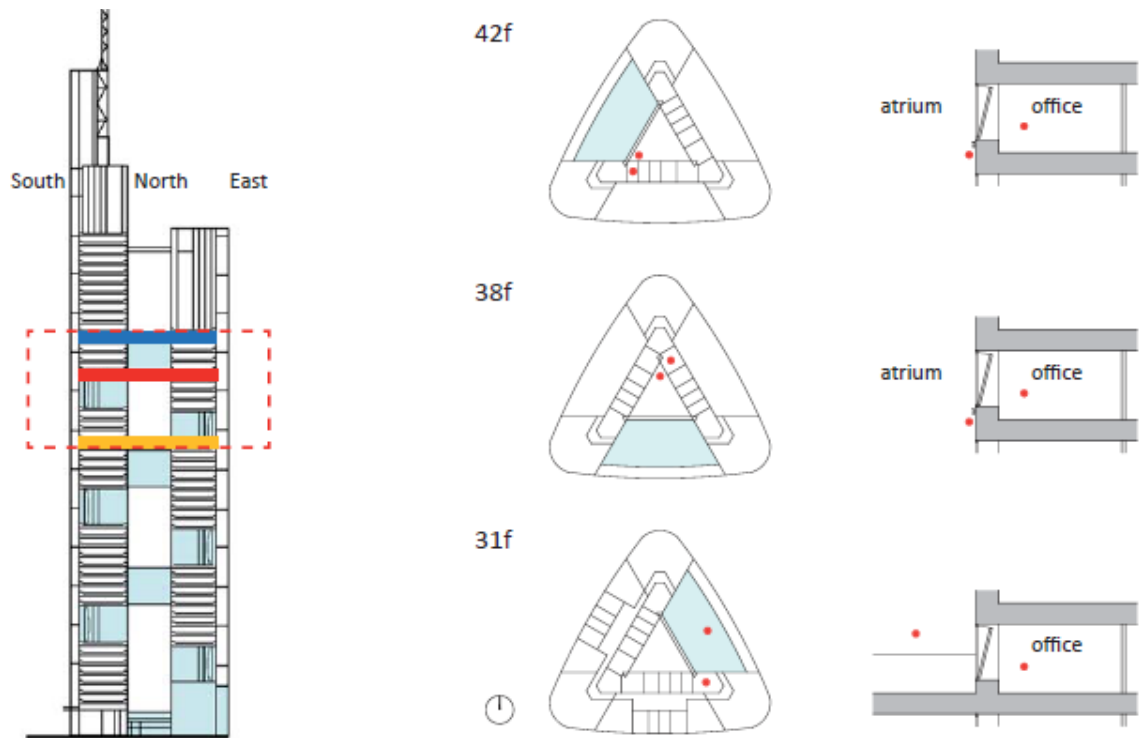 South North East
42f
atrium office
38f
atrium office
31f
office